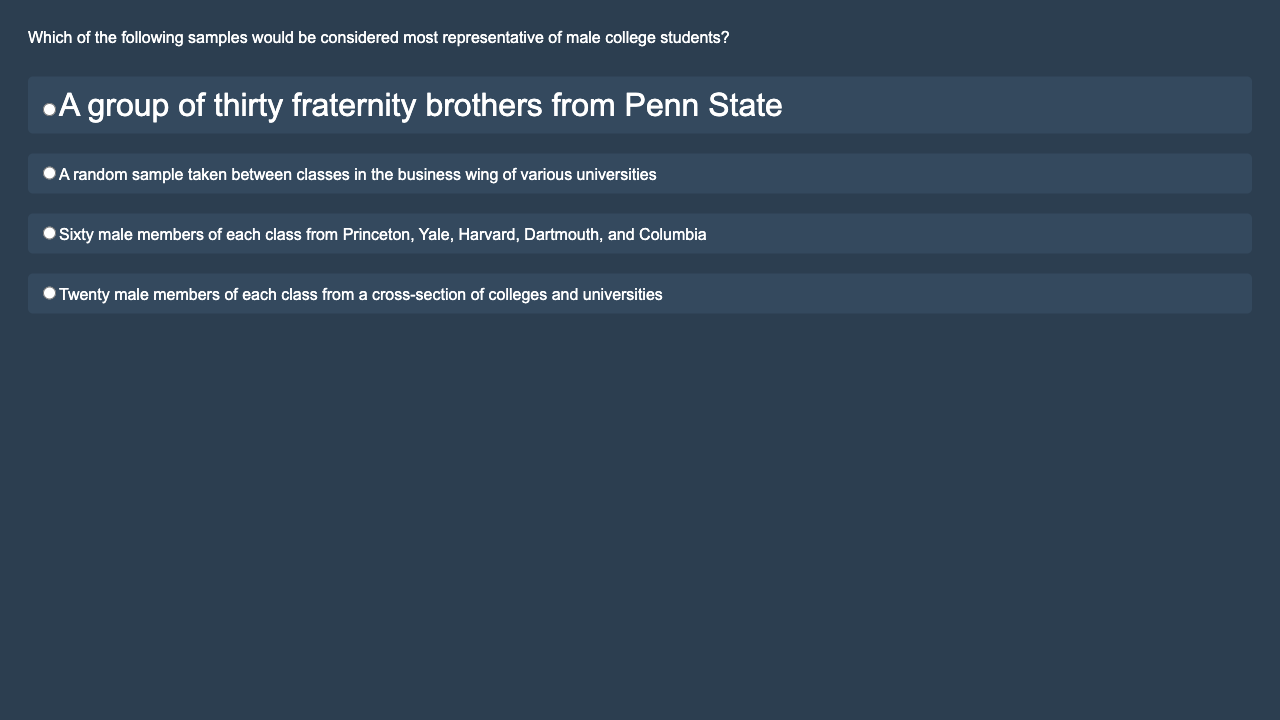 Which of the following samples would be considered most representative of male college students?
A group of thirty fraternity brothers from Penn State
A random sample taken between classes in the business wing of various universities
Sixty male members of each class from Princeton, Yale, Harvard, Dartmouth, and Columbia
Twenty male members of each class from a cross-section of colleges and universities